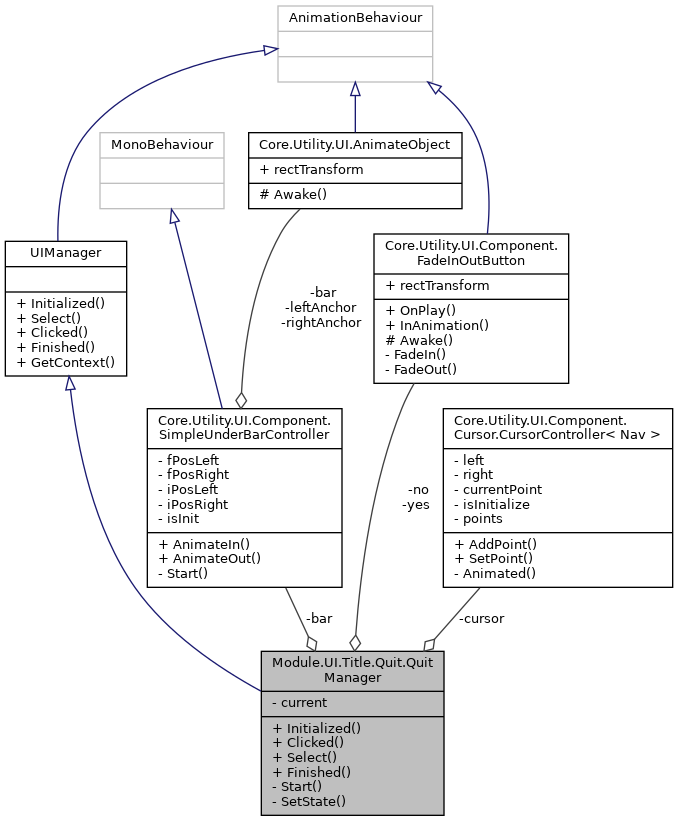 AnimationBehaviour
MonoBehaviour
Core.Utility.UI.AnimateObject
+ rectTransform
# Awake()
UIManager
+ Initialized()
+ Select()
+ Clicked()
+ Finished()
+ GetContext()
-bar
-leftAnchor
-rightAnchor
Core.Utility.UI.Component.
FadeInOutButton
+ rectTransform
+ OnPlay()
+ InAnimation()
# Awake()
- FadeIn()
- FadeOut()
Core.Utility.UI.Component.
SimpleUnderBarController
- fPosLeft
- fPosRight
- iPosLeft
- iPosRight
- isInit
+ AnimateIn()
+ AnimateOut()
- Start()
-no
-yes
Core.Utility.UI.Component.
Cursor.CursorController< Nav >
- left
- right
- currentPoint
- isInitialize
- points
+ AddPoint()
+ SetPoint()
- Animated()
-bar
-cursor
Module.UI.Title.Quit.Quit
Manager
- current
+ Initialized()
+ Clicked()
+ Select()
+ Finished()
- Start()
- SetState()